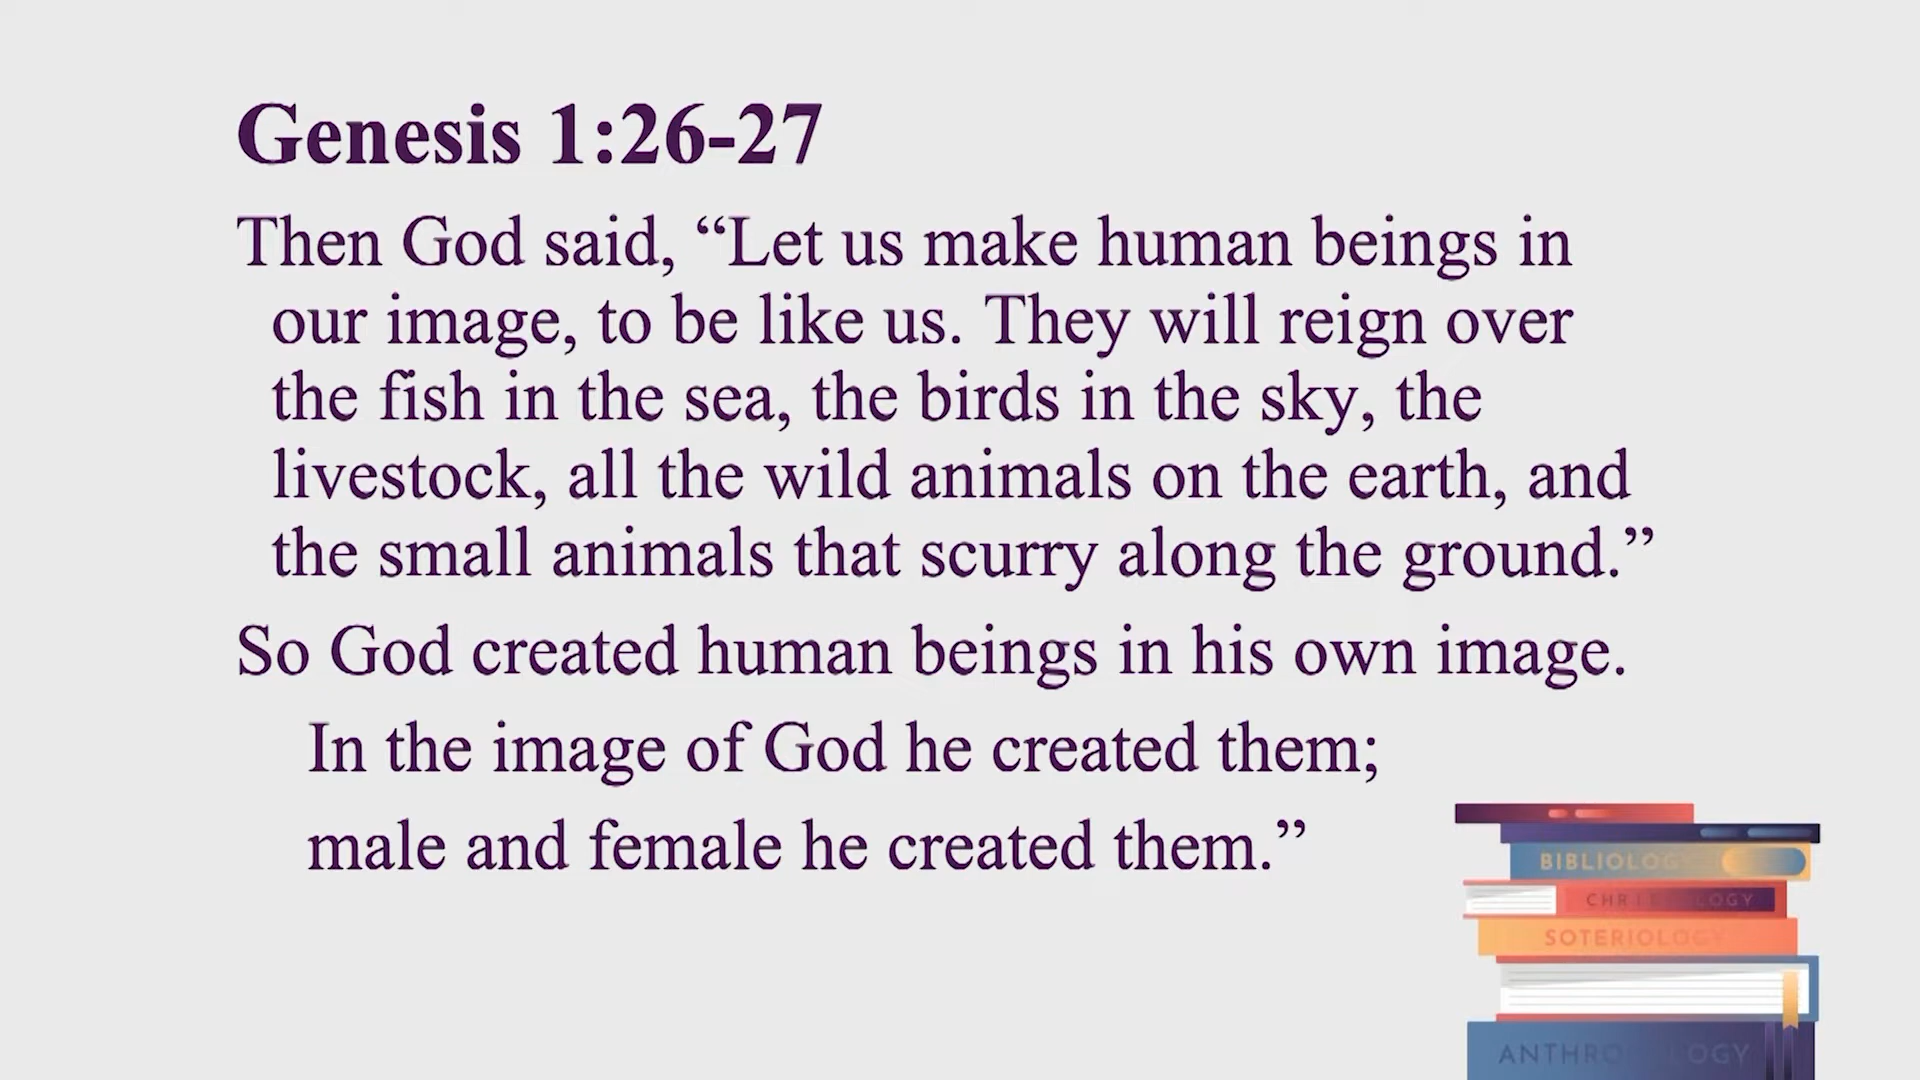 Genesis 1:26-27
Then God said, “Let us make human beings in
our image, to be like us. They will reign over
the fish in the sea, the birds in the sky, the
livestock, all the wild animals on the earth, and
the small animals that scurry along the ground.”
So God created human beings in his own image.
In the image of God he created them;
male and female he created them.”
SOTERIOLOGY